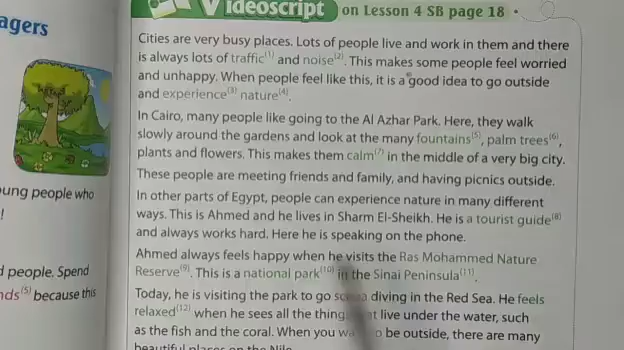 Videoscript on Lesson 4 SB page 18 •
agers
Cities are very busy places. Lots of people live and work in them and there
is always lots of traffic(1) and noise(2). This makes some people feel worried
and unhappy. When people feel like this, it is a good idea to go outside
and experience(3) nature(4).
In Cairo, many people like going to the Al Azhar Park. Here, they walk
slowly around the gardens and look at the many fountains(5), palm trees(6),
plants and flowers. This makes them calm(7) in the middle of a very big city.
These people are meeting friends and family, and having picnics outside.
ung people who
In other parts of Egypt, people can experience nature in many different
!
ways. This is Ahmed and he lives in Sharm El-Sheikh. He is a tourist guide(8)
and always works hard. Here he is speaking on the phone.
Ahmed always feels happy when he visits the Ras Mohammed Nature
d people. Spend
Reserve(9). This is a national park(10) in the Sinai Peninsula(11).
nds(5) because this
Today, he is visiting the park to go diving in the Red Sea. He feels
relaxed(12) when he sees all the live under the water, such
as the fish and the coral. When you be outside, there are many
beautiful places on the Nile